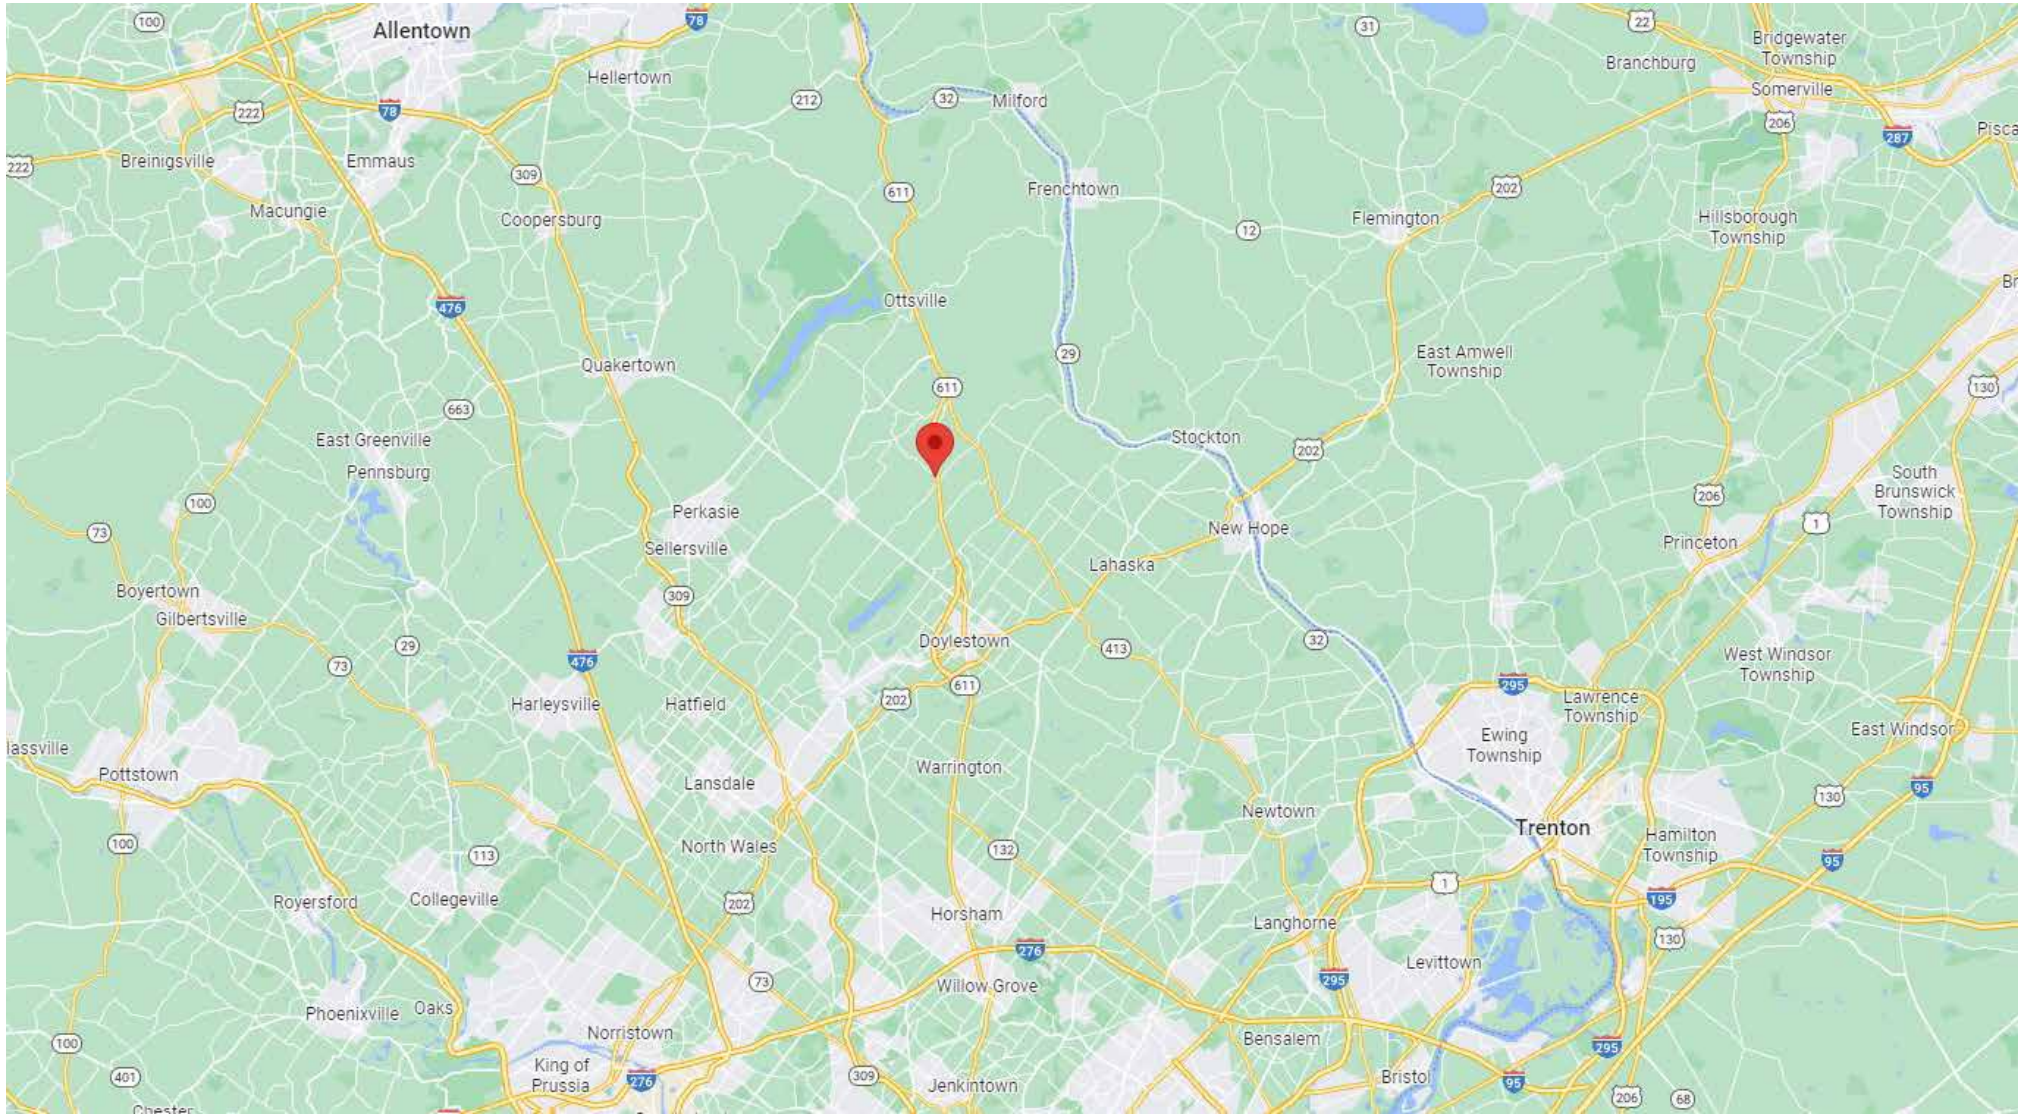 100
Allentown
78
22
31
Bridgewater
Township
Branchburg
Hellertown
Somerville
222
78
212
32
Milford
206
287
Pisca
222
Breinigsville
Emmaus
309
611
Frenchtown
202
Macungie
Coopersburg
12
Flemington
Hillsborough
Township
476
Ottsville
Br
Quakertown
29
East Amwell
Township
611
130
663
East Greenville
Pennsburg
Stockton
202
South
Brunswick
Township
100
206
73
Perkasie
New Hope
1
Princeton
Sellersville
Lahaska
Boyertown
309
Gilbertsville
29
Doylestown
413
32
73
476
West Windsor
Township
295
611
Harleysville
Hatfield
202
Lawrence
Township
lassville
Ewing
Township
East Windsor
Pottstown
Lansdale
Warrington
95
130
Newtown
Trenton
Hamilton
Township
100
113
North Wales
132
95
1
Royersford
Collegeville
202
Horsham
195
Langhorne
276
130
73
Levittown
295
Willow Grove
Phoenixville
Oaks
Norristown
Bensalem
100
295
King of
Prussia
401
276
309
Jenkintown
Bristol
95
206
68
Chester